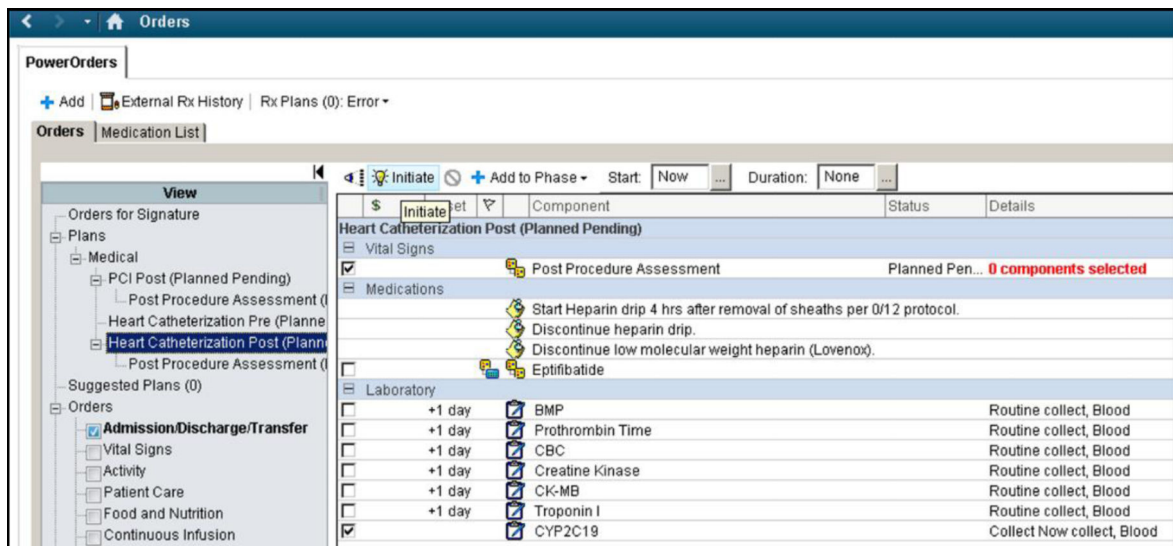 Orders
PowerOrders
Add External Rx History Rx Plans (0): Error
Orders Medication List
View
Orders for Signature
Plans
Medical
PCI Post (Planned Pending)
Post Procedure Assessment (
Heart Catheterization Pre (Planne
Heart Catheterization Post (Plann
Post Procedure Assessment (
Suggested Plans (0)
Orders
Admission/Discharge/Transfer
Vital Signs
Activity
Patient Care
Food and Nutrition
Continuous Infusion
Initiate Add to Phase Start: Now ... Duration: None ...
$ et Component Status Details
Initiate
Heart Catheterization Post (Planned Pending)
Vital Signs
Post Procedure Assessment Planned Pen... 0 components selected
Medications
Start Heparin drip 4 hrs after removal of sheaths per 0/12 protocol.
Discontinue heparin drip.
Discontinue low molecular weight heparin (Lovenox).
Eptifibatide
Laboratory
+1 day BMP Routine collect, Blood
+1 day Prothrombin Time Routine collect, Blood
+1 day CBC Routine collect, Blood
+1 day Creatine Kinase Routine collect, Blood
+1 day CK-MB Routine collect, Blood
+1 day Troponin I Routine collect, Blood
CYP2C19 Collect Now collect, Blood